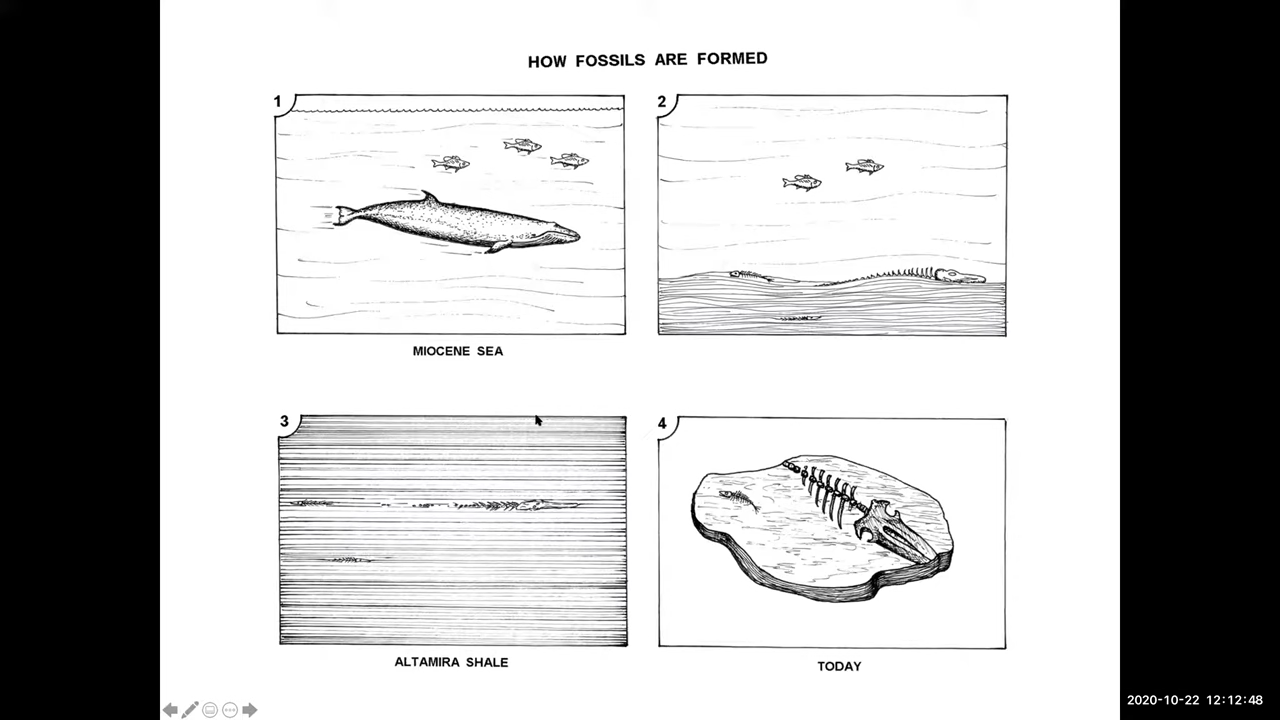 HOW FOSSILS ARE FORMED
1
2
MIOCENE SEA
3
4
ALTAMIRA SHALE
TODAY
2020-10-22 12:12:48